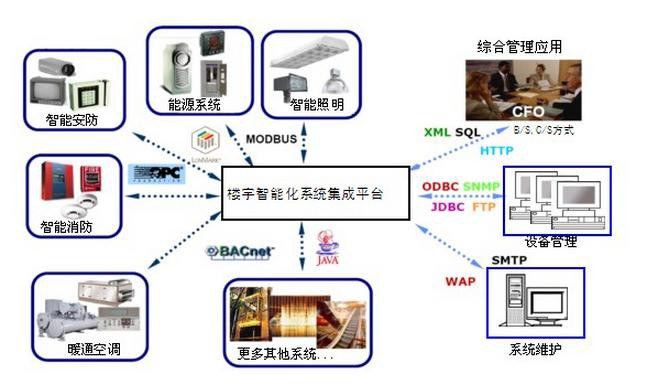 综合管理应用
能源系统
智能照明
智能安防
CFO
B/S, C/S方式
XML SQL
HTTP
LONMARK
MODBUS
OPC
FOUNDATION
楼宇智能化系统集成平台
ODBC SNMP
JDBC FTP
智能消防
设备管理
BACnet
JAVA
SMTP
WAP
暖通空调
更多其他系统...
系统维护